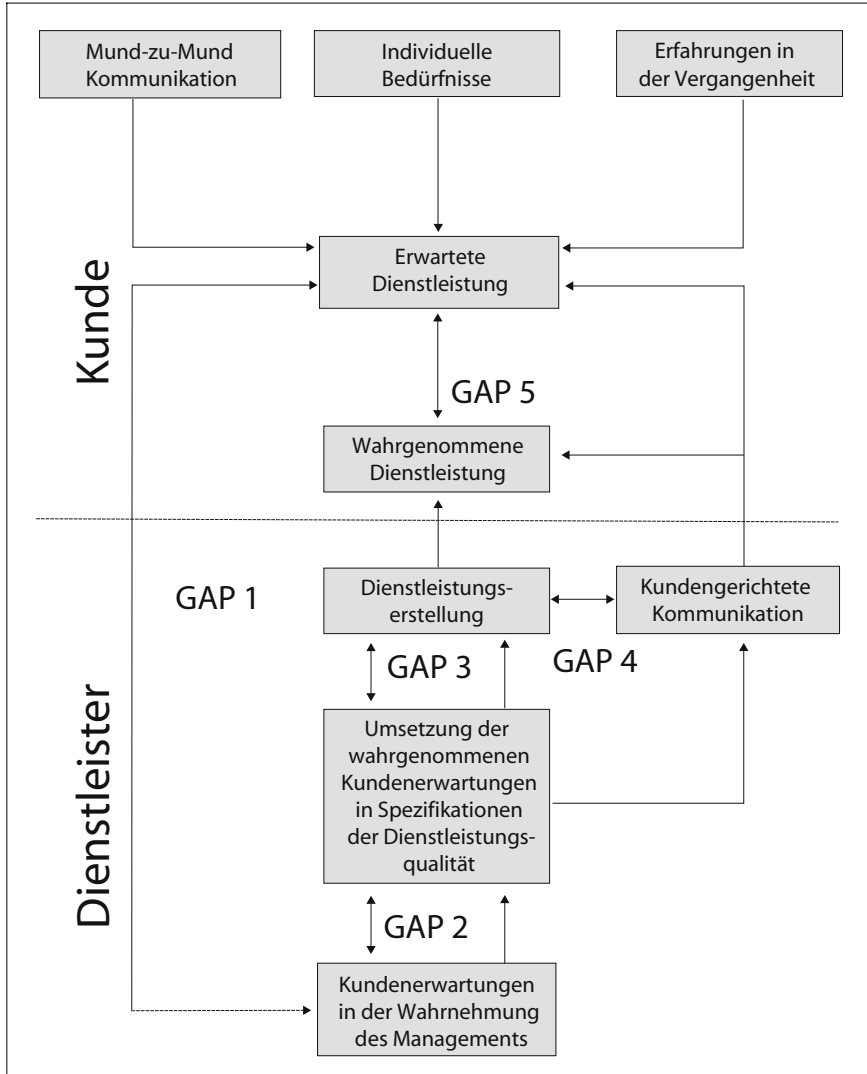 Mund-zu-Mund
Kommunikation
Individuelle
Bedürfnisse
Erfahrungen in
der Vergangenheit
Kunde
Erwartete
Dienstleistung
GAP 5
Wahrgenommene
Dienstleistung
Dienstleister
GAP 1
Dienstleistungs-
erstellung
Kundengerichtete
Kommunikation
GAP 3
GAP 4
Umsetzung der
wahrgenommenen
Kundenerwartungen
in Spezifikationen
der Dienstleistungs-
qualität
GAP 2
Kundenerwartungen
in der Wahrnehmung
des Managements